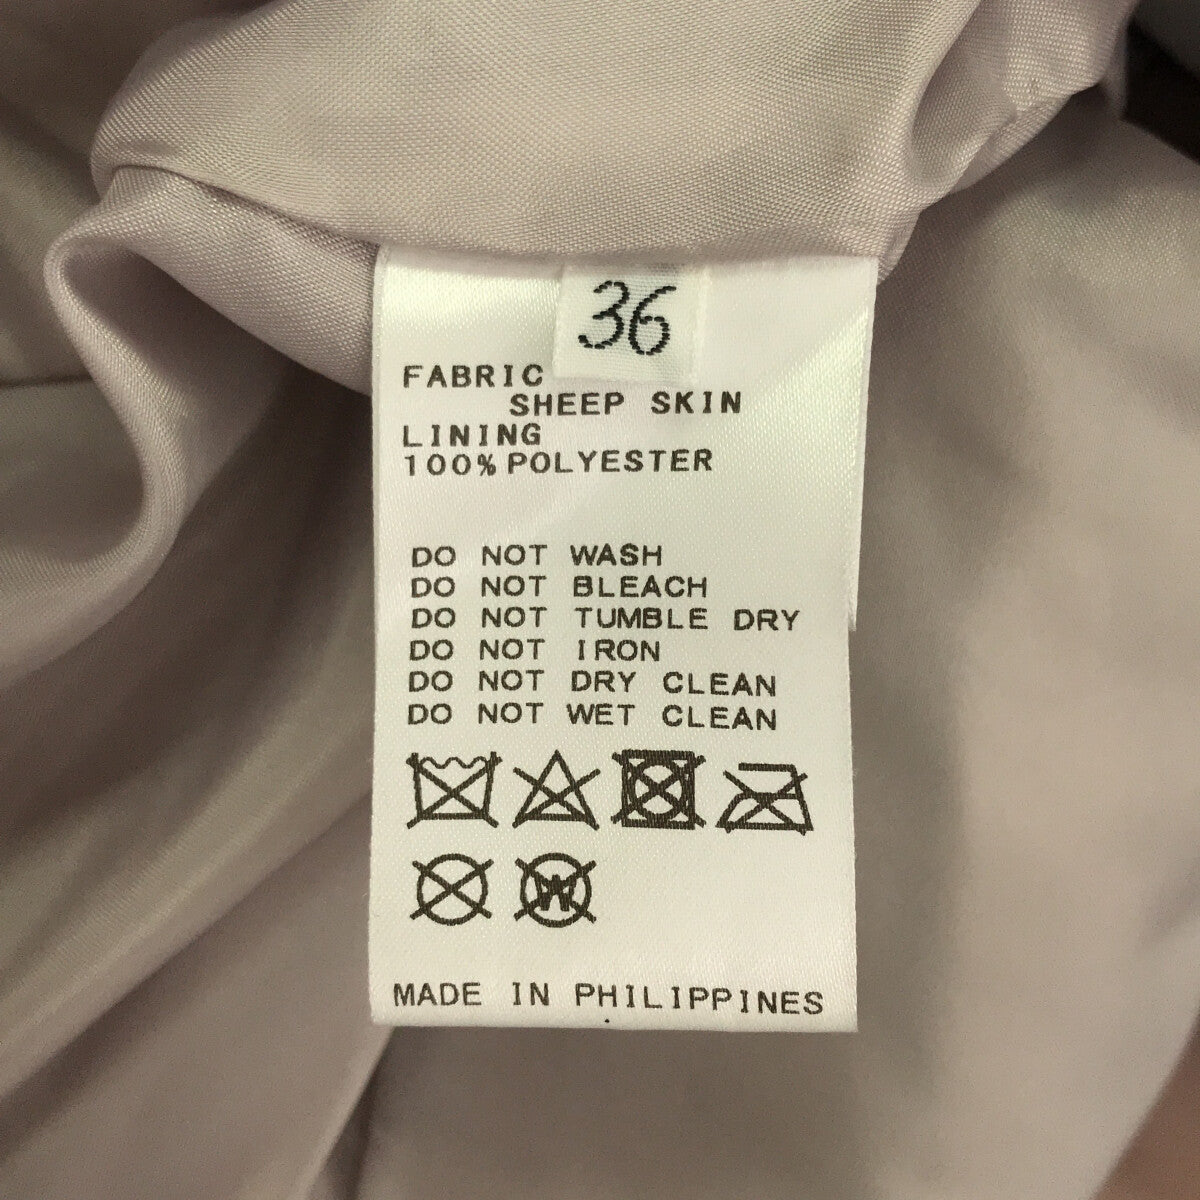 36
FABRIC
SHEEP SKIN
LINING
100% POLYESTER
DO NOT WASH
DO NOT BLEACH
DO NOT TUMBLE DRY
DO NOT IRON
DO NOT DRY CLEAN
DO NOT WET CLEAN
W
MADE IN PHILIPPINES